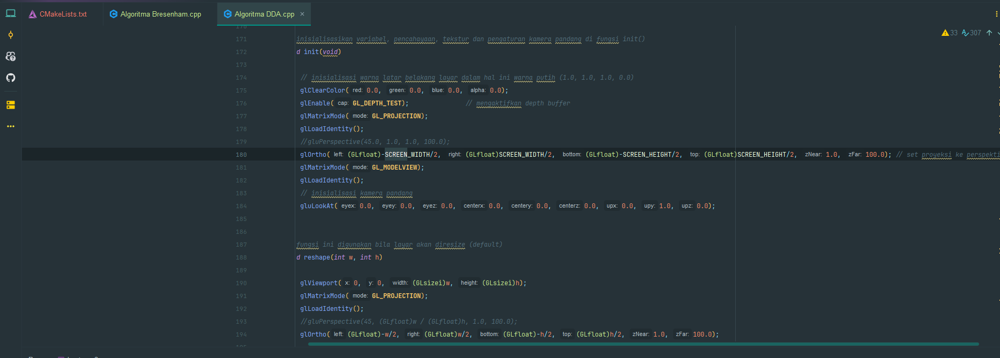 CMakeLists.txt
Algoritma Bresenham.cpp
Algoritma DDA.cpp ×
33 307
171 inisialisasikan variabel, pencahayaan, tekstur dan pengaturan kamera pandang di fungsi init()
172 d init(void)
173
174 // inisialisasi warna latar belakang layar dalam hal ini warna putih (1.0, 1.0, 1.0, 0.0)
175 glClearColor( red: 0.0, green: 0.0, blue: 0.0, alpha: 0.0);
176 glEnable( cap: GL_DEPTH_TEST); // mengaktifkan depth buffer
177 glMatrixMode( mode: GL_PROJECTION);
178 glLoadIdentity();
179 //gluPerspective(45.0, 1.0, 1.0, 100.0);
180 glOrtho( left: (GLfloat)-SCREEN_WIDTH/2, right: (GLfloat)SCREEN_WIDTH/2, bottom: (GLfloat)-SCREEN_HEIGHT/2, top: (GLfloat)SCREEN_HEIGHT/2, zNear: 1.0, zFar: 100.0); // set proyeksi ke perspekti
181 glMatrixMode( mode: GL_MODELVIEW);
182 glLoadIdentity();
183 // inisialisasi kamera pandang
184 gluLookAt( eyex: 0.0, eyey: 0.0, eyez: 0.0, centerx: 0.0, centery: 0.0, centerz: 0.0, upx: 0.0, upy: 1.0, upz: 0.0);
185
186
187 fungsi ini digunakan bila layar akan diresize (default)
188 d reshape(int w, int h)
189
190 glViewport( x: 0, y: 0, width: (GLsizei)w, height: (GLsizei)h);
191 glMatrixMode( mode: GL_PROJECTION);
192 glLoadIdentity();
193 //gluPerspective(45, (GLfloat)w / (GLfloat)h, 1.0, 100.0);
194 glOrtho( left: (GLfloat)-w/2, right: (GLfloat)w/2, bottom: (GLfloat)-h/2, top: (GLfloat)h/2, zNear: 1.0, zFar: 100.0);